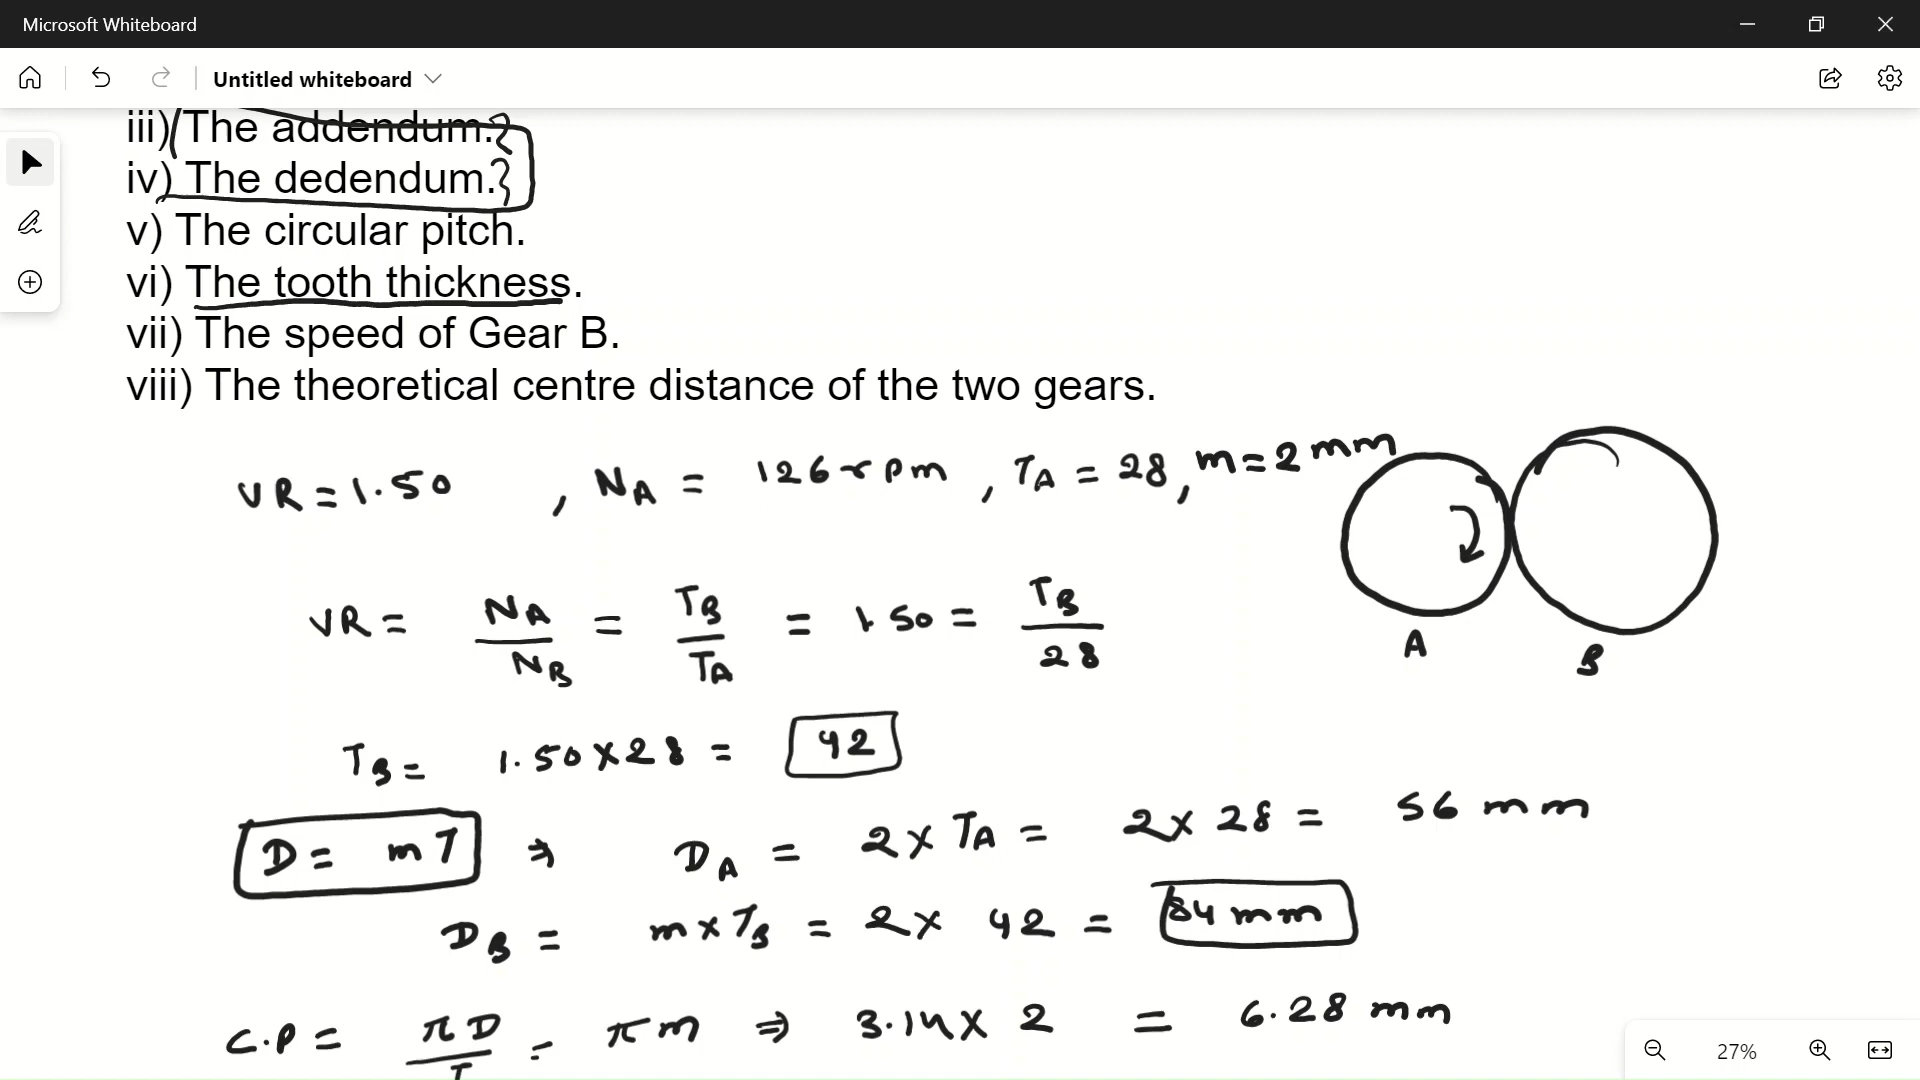 Microsoft Whiteboard
Untitled whiteboard
iii) The addendum.
iv) The dedendum.
v) The circular pitch.
vi) The tooth thickness.
vii) The speed of Gear B.
viii) The theoretical centre distance of the two gears.
VR = 1.50 , NA = 126 rpm , TA = 28, m = 2 mm
VR = NA/NB = TB/TA = 1.50 = TB/28
A B
TB = 1.50 × 28 = 42
D = mT ⇒ DA = 2 × TA = 2 × 28 = 56 mm
DB = m × TB = 2 × 42 = 84 mm
C.P = πD/T = πm ⇒ 3.14 × 2 = 6.28 mm
27%